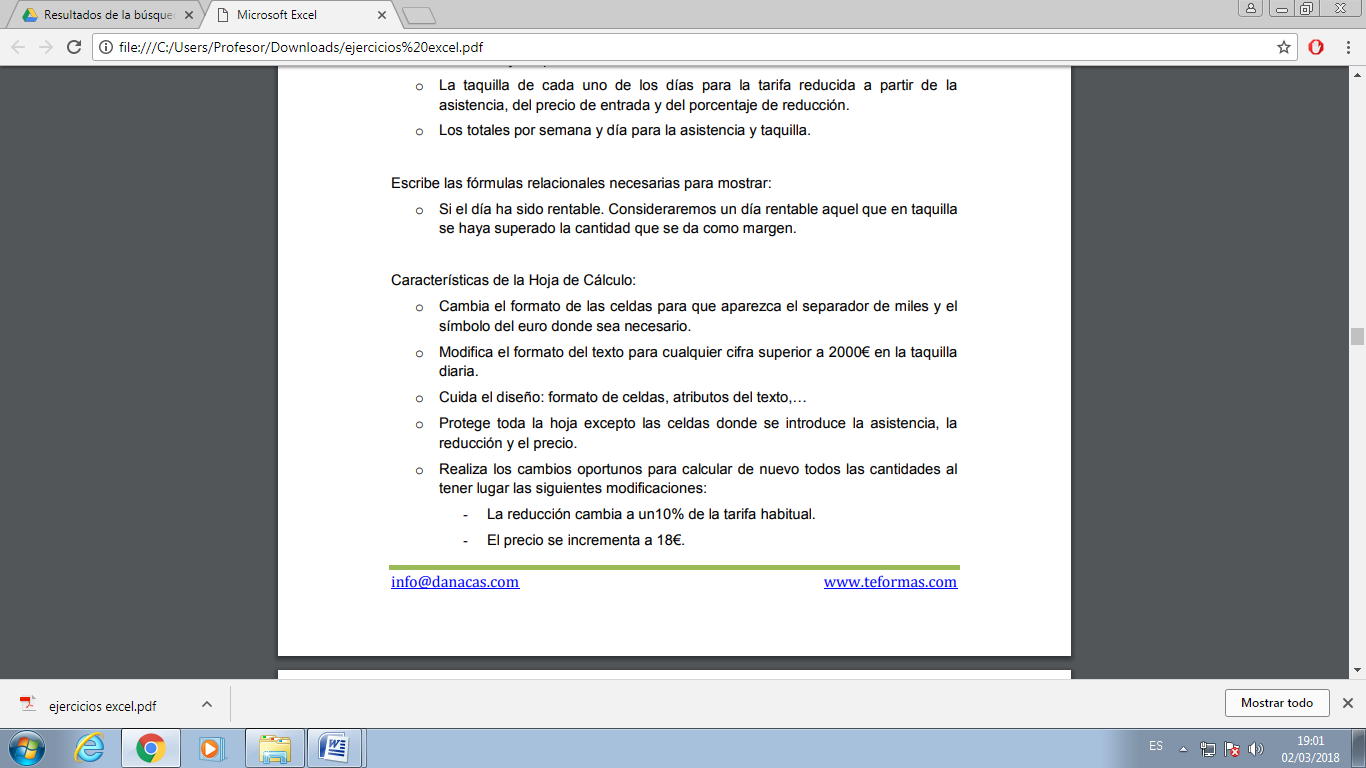 Resultados de la búsque
Microsoft Excel
file:///C:/Users/Profesor/Downloads/ejercicios%20excel.pdf
o La taquilla de cada uno de los días para la tarifa reducida a partir de la
asistencia, del precio de entrada y del porcentaje de reducción.
o Los totales por semana y día para la asistencia y taquilla.
Escribe las fórmulas relacionales necesarias para mostrar:
o Si el día ha sido rentable. Consideraremos un día rentable aquel que en taquilla
se haya superado la cantidad que se da como margen.
Características de la Hoja de Cálculo:
o Cambia el formato de las celdas para que aparezca el separador de miles y el
símbolo del euro donde sea necesario.
o Modifica el formato del texto para cualquier cifra superior a 2000€ en la taquilla
diaria.
o Cuida el diseño: formato de celdas, atributos del texto,…
o Protege toda la hoja excepto las celdas donde se introduce la asistencia, la
reducción y el precio.
o Realiza los cambios oportunos para calcular de nuevo todos las cantidades al
tener lugar las siguientes modificaciones:
- La reducción cambia a un10% de la tarifa habitual.
- El precio se incrementa a 18€.
info@danacas.com www.teformas.com
ejercicios excel.pdf
Mostrar todo
ES
19:01
02/03/2018